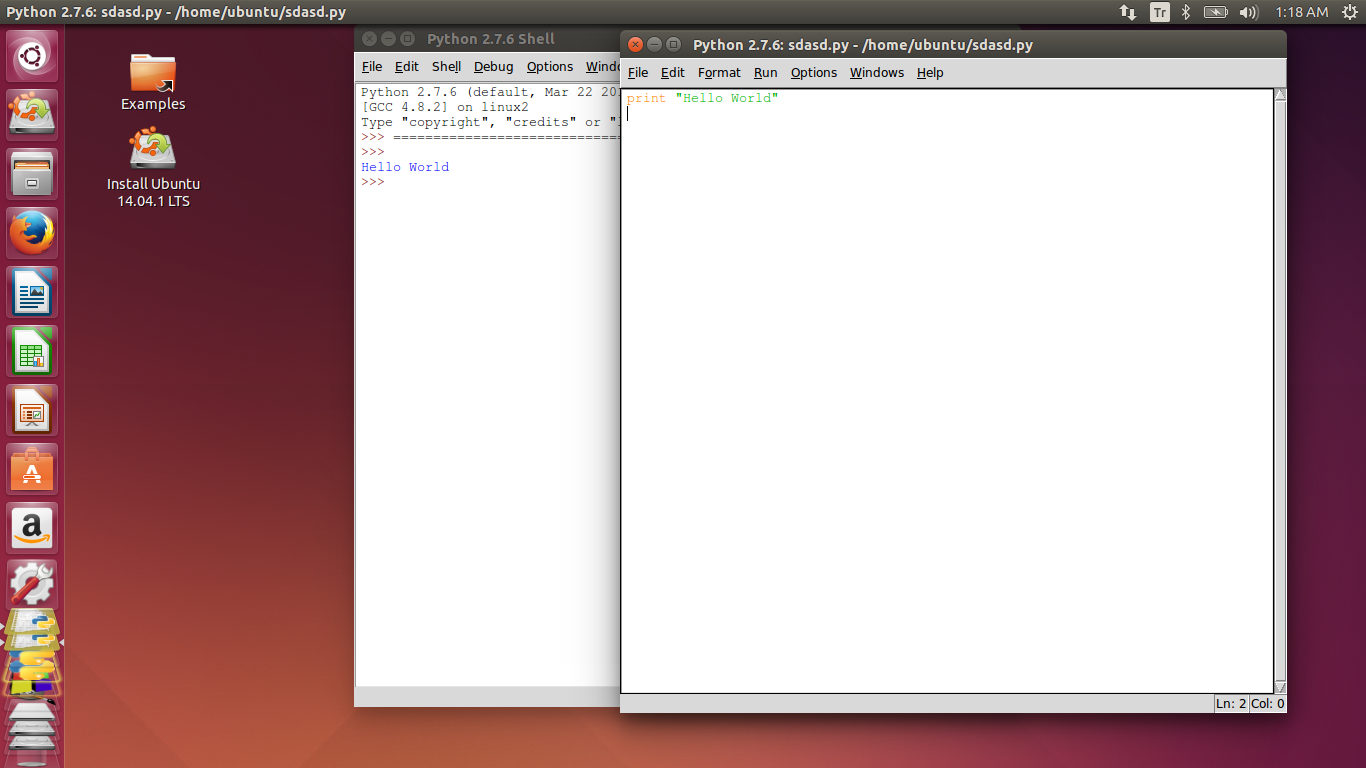 Python 2.7.6: sdasd.py - /home/ubuntu/sdasd.py
Tr
1:18 AM
Examples
Install Ubuntu
14.04.1 LTS
Python 2.7.6 Shell
File Edit Shell Debug Options
Python 2.7.6 (default, Mar 22
[GCC 4.8.2] on linux2
Type "copyright", "credits" or
>>> ============================
>>>
Hello World
>>>
Python 2.7.6: sdasd.py - /home/ubuntu/sdasd.py
File Edit Format Run Options Windows Help
print "Hello World"
Ln: 2 Col: 0
A
a